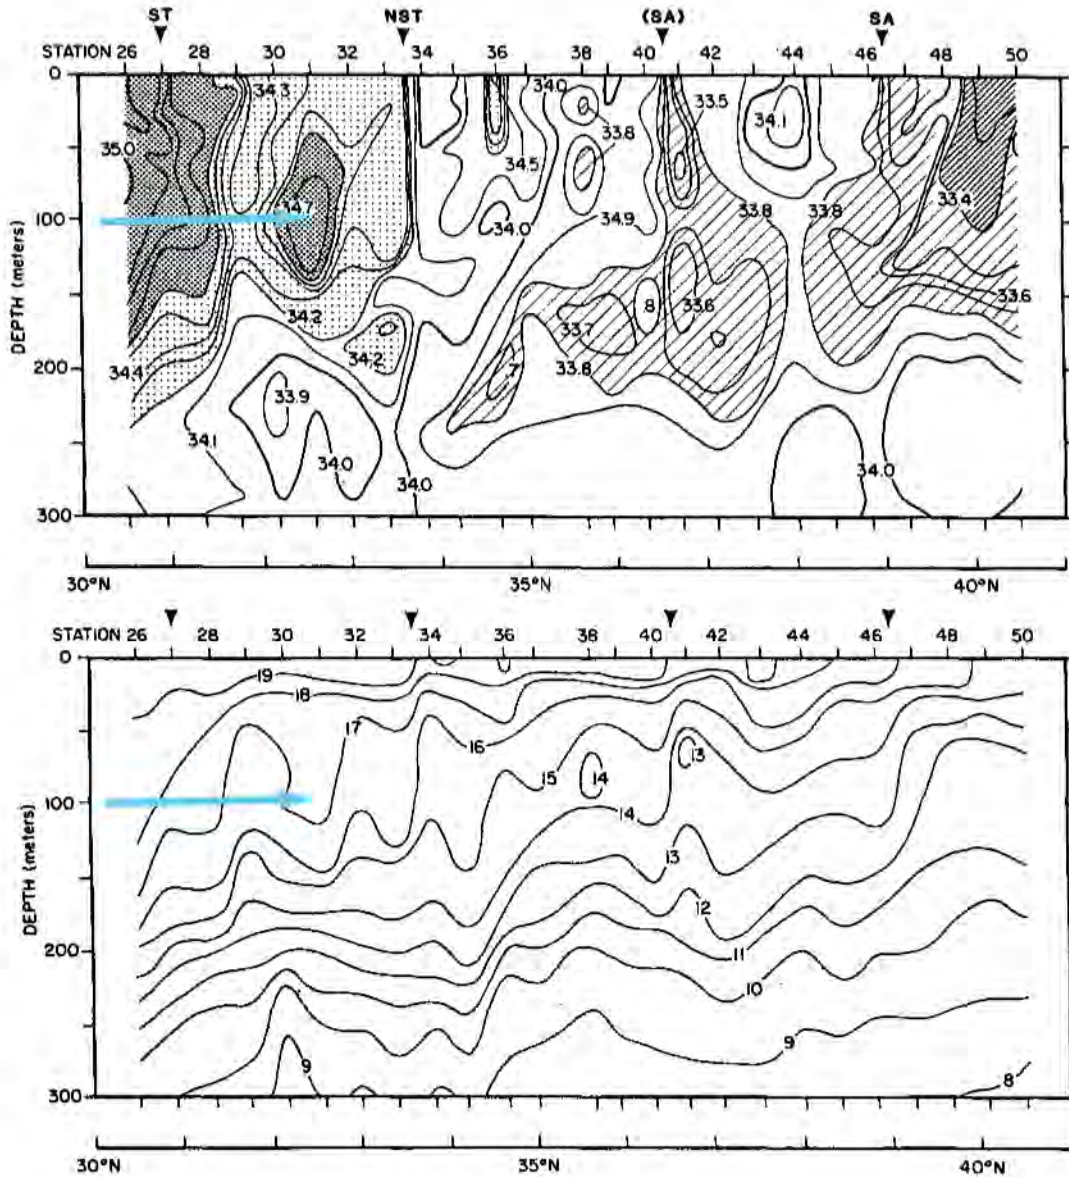 ST NST (SA) SA
STATION 26 28 30 32 34 36 38 40 42 44 46 48 50
0
34.3 34.0 33.5
33.8 34.1
35.0 34.5
34.7 33.4
100
34.0 34.9 33.8 33.8
34.2 8 33.6 33.6
33.7
34.2
34.4 .7 33.8
200
33.9
34.1
34.0 34.0 34.0
300
DEPTH (meters)
30°N 35°N 40°N
STATION 26 28 30 32 34 36 38 40 42 44 46 48 50
0
19
18
17 16 13
15 14
100
14
13
12
200 11
10
9
9 8
300
DEPTH (meters)
30°N 35°N 40°N